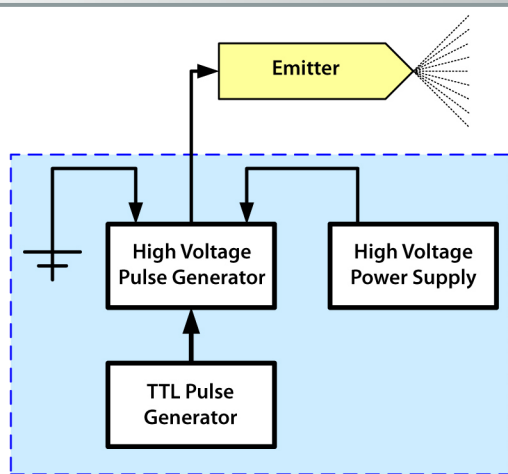 Emitter
High Voltage
Pulse Generator
High Voltage
Power Supply
TTL Pulse
Generator